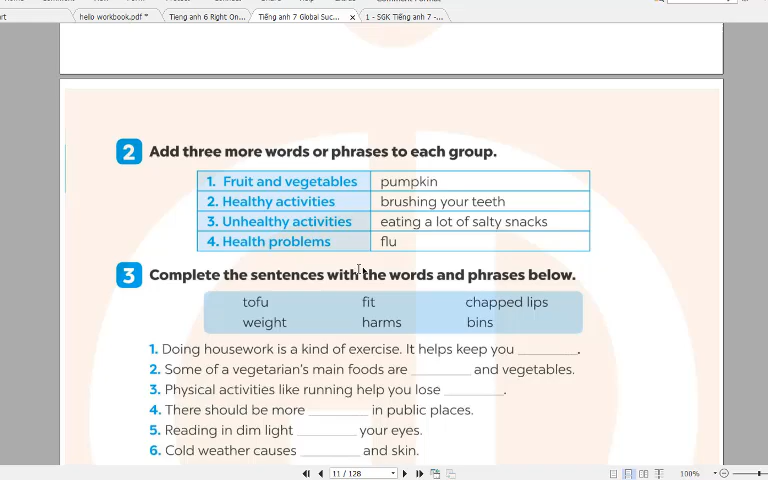 hello workbook.pdf *
Tieng anh 6 Right On...
Tiếng anh 7 Global Suc...
1 - SGK Tiếng anh 7 -...
2 Add three more words or phrases to each group.
1. Fruit and vegetables pumpkin
2. Healthy activities brushing your teeth
3. Unhealthy activities eating a lot of salty snacks
4. Health problems flu
3 Complete the sentences with the words and phrases below.
tofu fit chapped lips
weight harms bins
1. Doing housework is a kind of exercise. It helps keep you ________.
2. Some of a vegetarian's main foods are ________ and vegetables.
3. Physical activities like running help you lose ________.
4. There should be more ________ in public places.
5. Reading in dim light ________ your eyes.
6. Cold weather causes ________ and skin.
11 / 128
100%